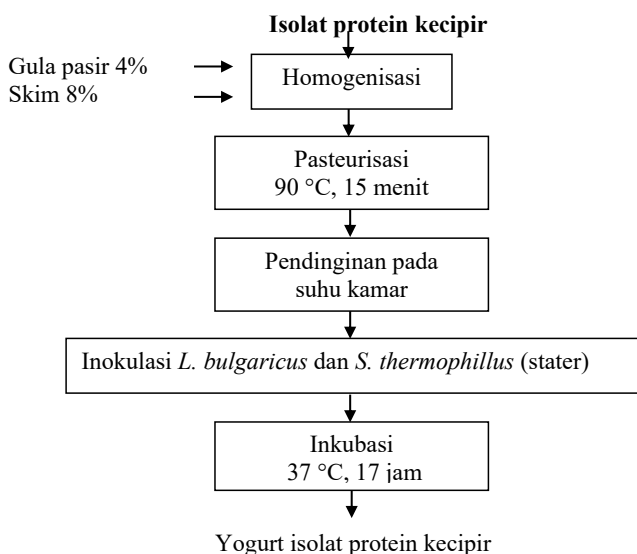 Isolat protein kecipir
Gula pasir 4%
Skim 8%
Homogenisasi
Pasteurisasi
90 °C, 15 menit
Pendinginan pada
suhu kamar
Inokulasi L. bulgaricus dan S. thermophillus (stater)
Inkubasi
37 °C, 17 jam
Yogurt isolat protein kecipir